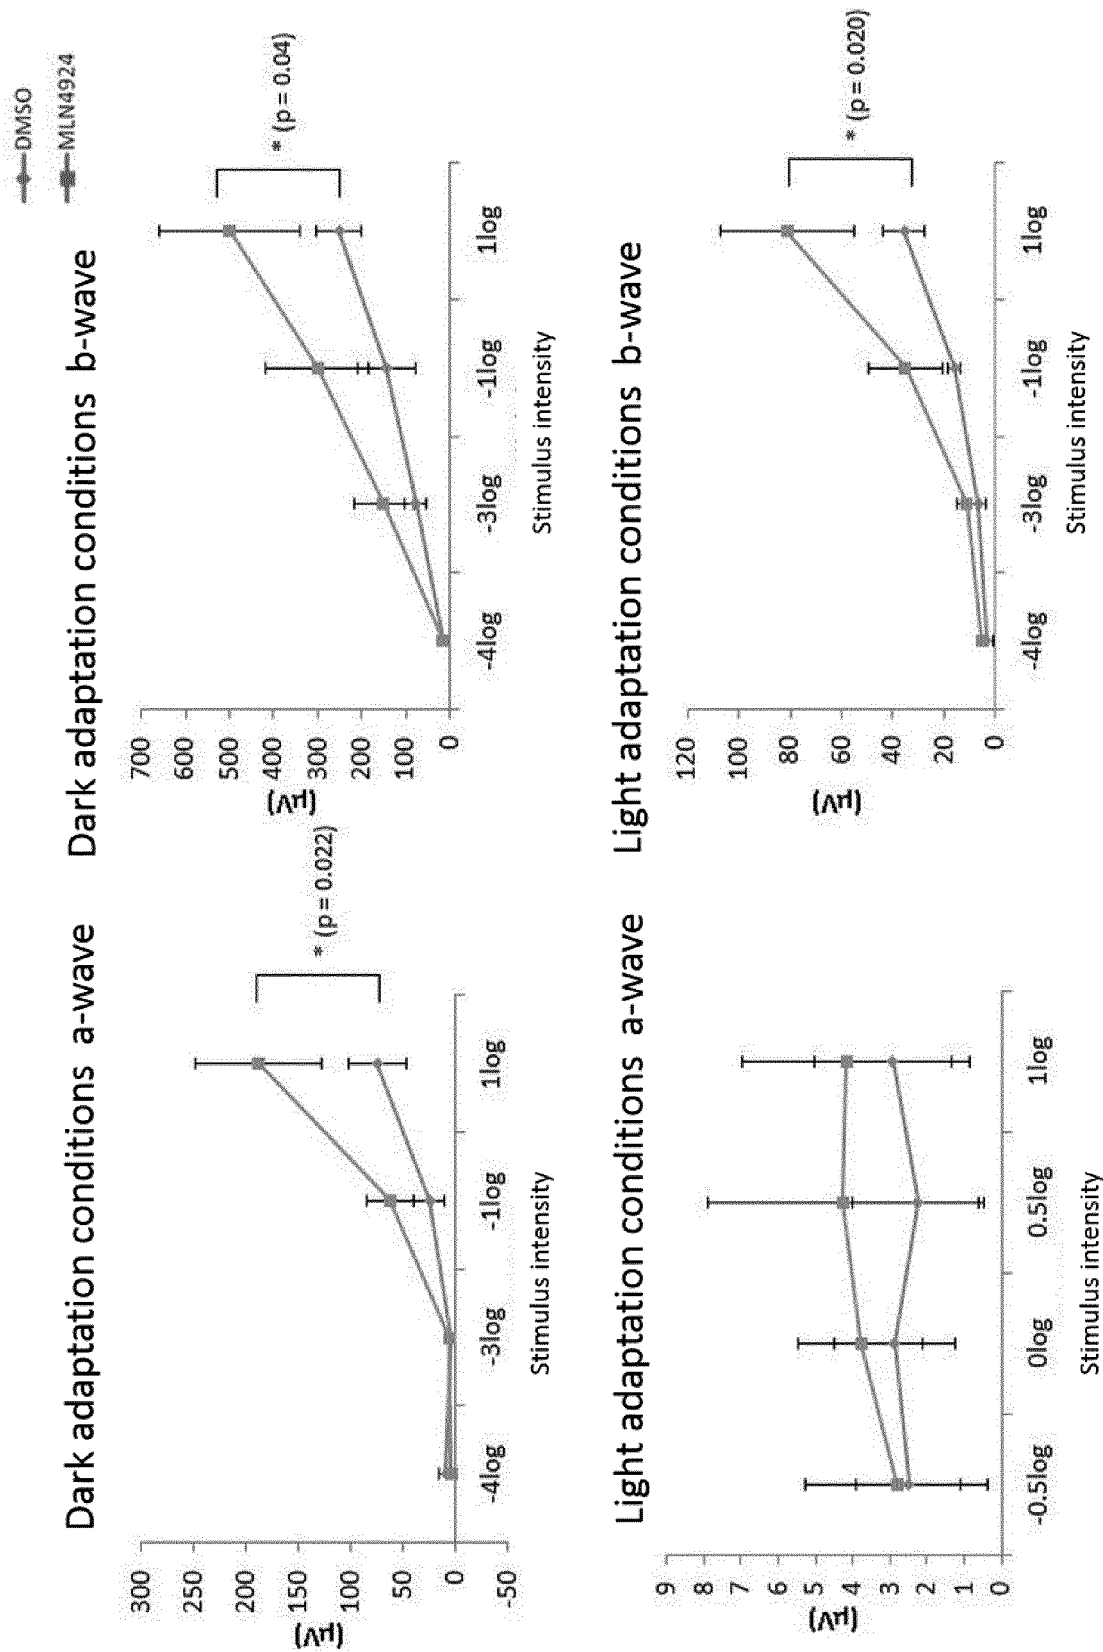 DMSO
MLN4924
Dark adaptation conditions a-wave
(μV)
300
250
200
150
100
50
0
-50
-4log
-3log
-1log
1log
Stimulus intensity
* (p = 0.022)
Dark adaptation conditions b-wave
(μV)
700
600
500
400
300
200
100
0
-4log
-3log
-1log
1log
Stimulus intensity
* (p = 0.04)
Light adaptation conditions a-wave
(μV)
9
8
7
6
5
4
3
2
1
0
-0.5log
0log
0.5log
1log
Stimulus intensity
Light adaptation conditions b-wave
(μV)
120
100
80
60
40
20
0
-4log
-3log
-1log
1log
Stimulus intensity
* (p = 0.020)